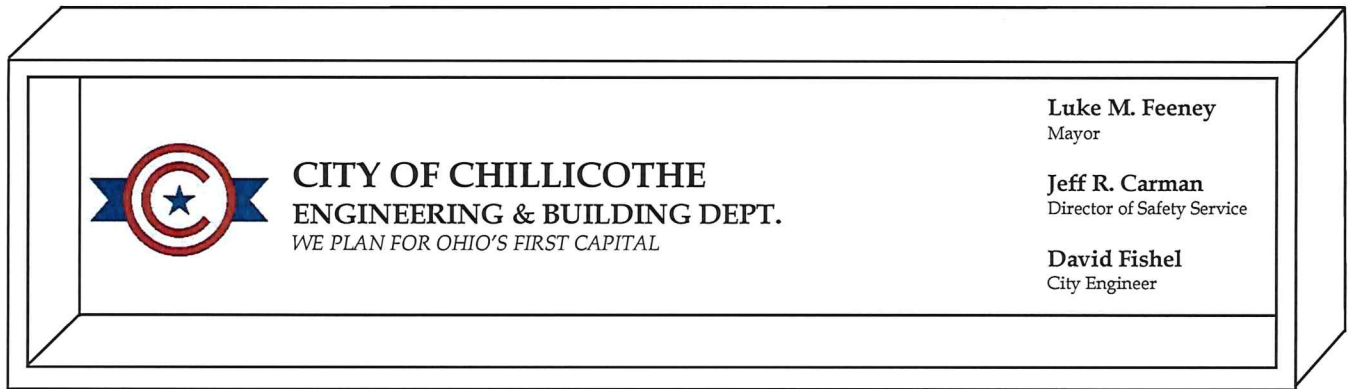 CITY OF CHILLICOTHE
ENGINEERING & BUILDING DEPT.
WE PLAN FOR OHIO'S FIRST CAPITAL
Luke M. Feeney
Mayor
Jeff R. Carman
Director of Safety Service
David Fishel
City Engineer